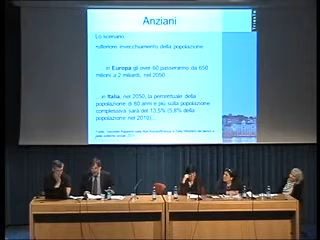 Anziani
Lo scenario:
•ulteriore invecchiamento della popolazione
... in Europa gli over 60 passeranno da 650
milioni a 2 miliardi, nel 2050
... in Italia, nel 2050, la percentuale della
popolazione di 80 anni e più sulla popolazione
complessiva sarà del 13,5% (5,8% della
popolazione nel 2010)...